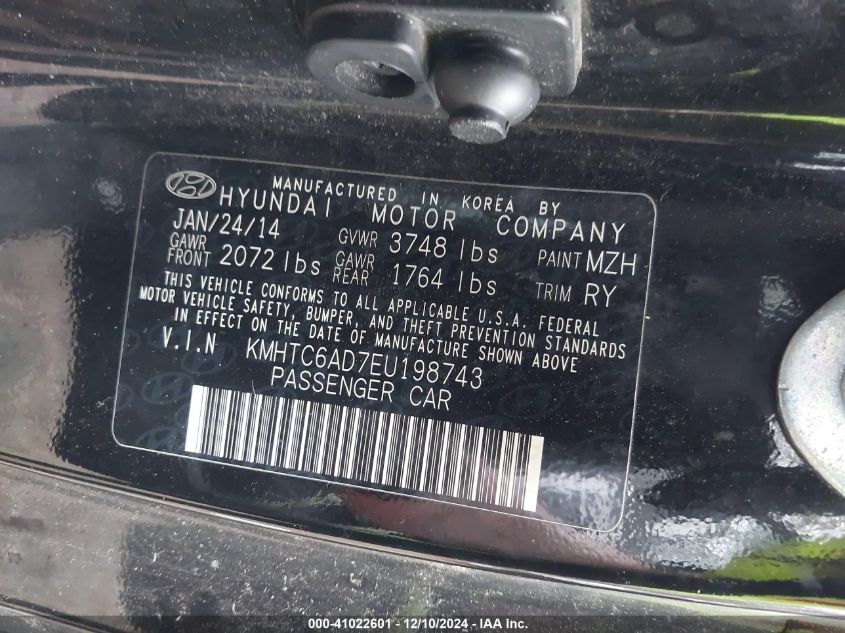 MANUFACTURED IN KOREA BY
HYUNDAI MOTOR COMPANY
JAN/24/14 GVWR 3748 lbs PAINT MZH
GAWR FRONT 2072 lbs GAWR REAR 1764 lbs TRIM RY
THIS VEHICLE CONFORMS TO ALL APPLICABLE U.S.A. FEDERAL
MOTOR VEHICLE SAFETY, BUMPER, AND THEFT PREVENTION STANDARDS
IN EFFECT ON THE DATE OF MANUFACTURE SHOWN ABOVE.
V.I.N KMHTC6AD7EU198743
PASSENGER CAR
000-41022601 - 12/10/2024 - IAA Inc.